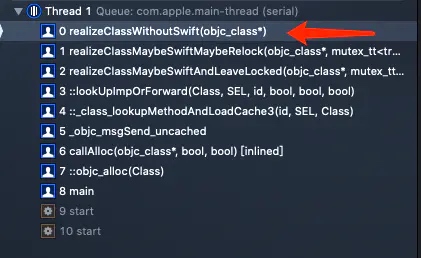 Thread 1 Queue: com.apple.main-thread (serial)
0 realizeClassWithoutSwift(objc_class*)
1 realizeClassMaybeSwiftMaybeRelock(objc_class*, mutex_tt<tr...
2 realizeClassMaybeSwiftAndLeaveLocked(objc_class*, mutex_tt...
3 ::lookUpImpOrForward(Class, SEL, id, bool, bool, bool)
4 ::_class_lookupMethodAndLoadCache3(id, SEL, Class)
5 _objc_msgSend_uncached
6 callAlloc(objc_class*, bool, bool) [inlined]
7 ::objc_alloc(Class)
8 main
9 start
10 start